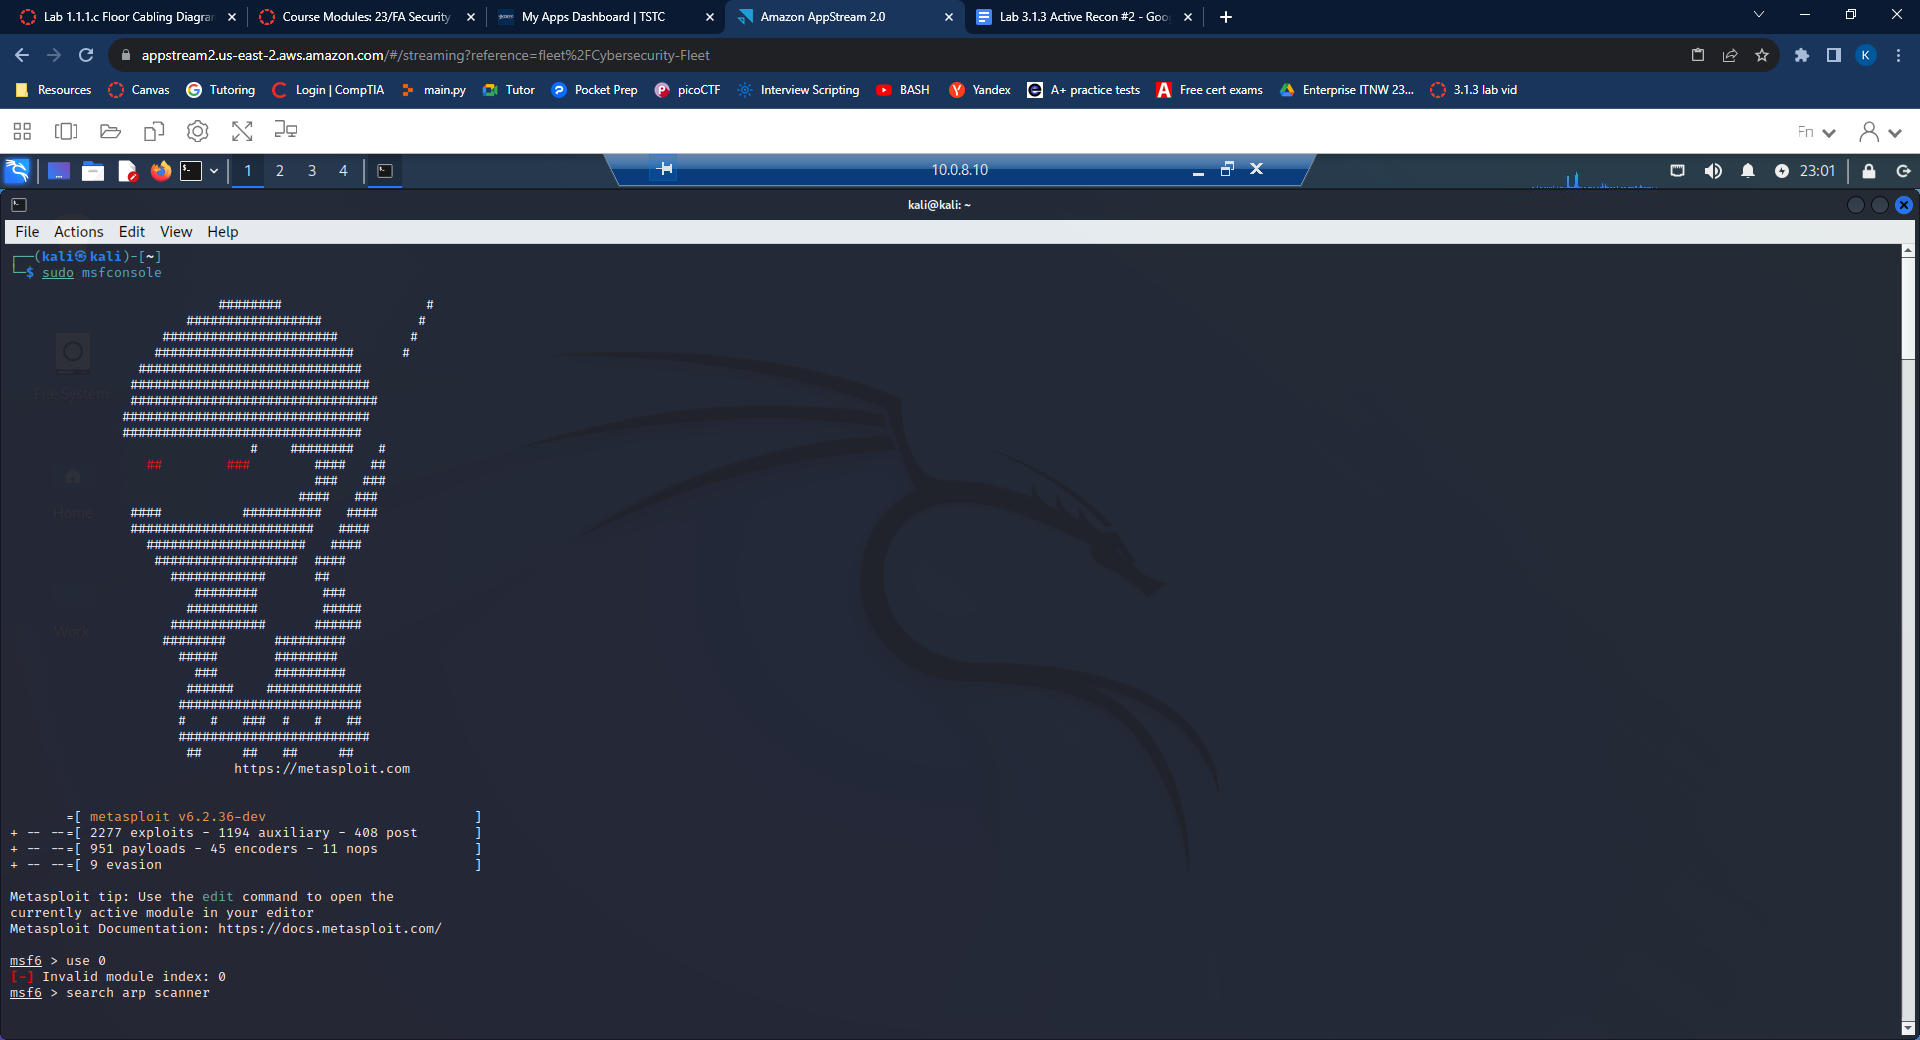 Lab 1.1.1.c Floor Cabling Diagra
Course Modules: 23/FA Security
My Apps Dashboard | TSTC
Amazon AppStream 2.0
Lab 3.1.3 Active Recon #2 - Goo
appstream2.us-east-2.aws.amazon.com/#/streaming?reference=fleet%2FCybersecurity-Fleet
K
Resources
Canvas
Tutoring
Login | CompTIA
main.py
Tutor
Pocket Prep
picoCTF
Interview Scripting
BASH
Yandex
A+ practice tests
Free cert exams
Enterprise ITNW 23...
3.1.3 lab vid
Fn
1 2 3 4
10.0.8.10
23:01
kali@kali: ~
File Actions Edit View Help
File System
Home
Work
┌──(kali㉿kali)-[~]
└─$ sudo msfconsole
https://metasploit.com
=[ metasploit v6.2.36-dev ]
+ -- --=[ 2277 exploits - 1194 auxiliary - 408 post ]
+ -- --=[ 951 payloads - 45 encoders - 11 nops ]
+ -- --=[ 9 evasion ]
Metasploit tip: Use the edit command to open the
currently active module in your editor
Metasploit Documentation: https://docs.metasploit.com/
msf6 > use 0
[-] Invalid module index: 0
msf6 > search arp scanner